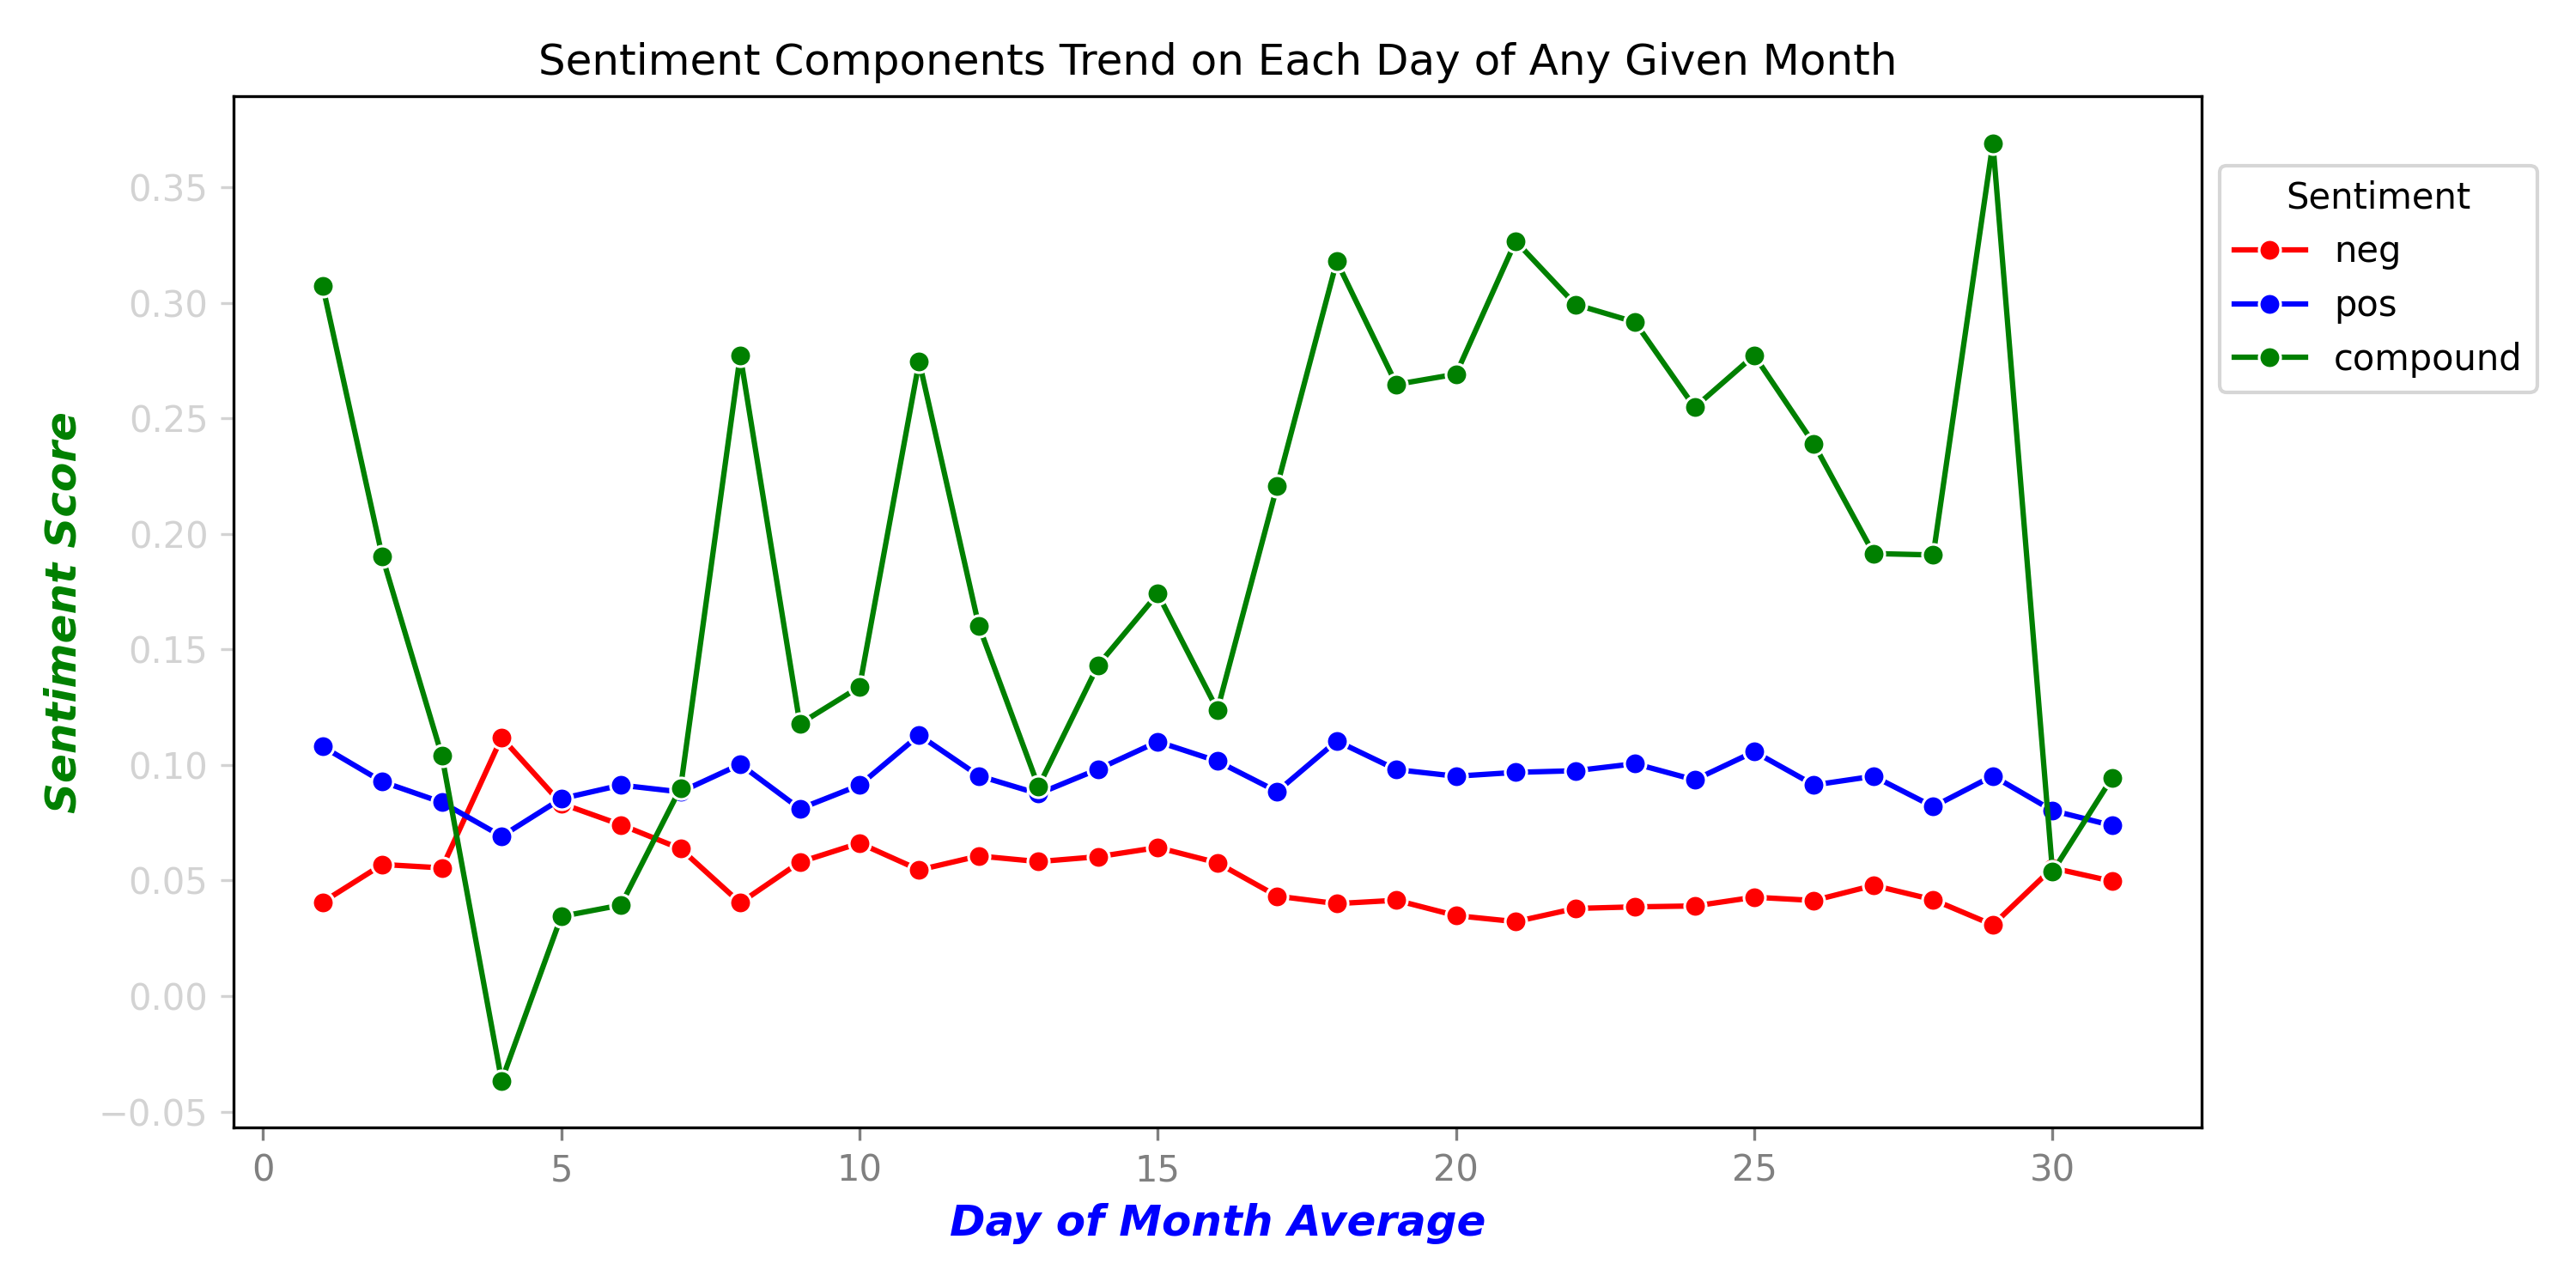 Sentiment Components Trend on Each Day of Any Given Month
Sentiment Score
0.35
0.30
0.25
0.20
0.15
0.10
0.05
0.00
−0.05
0 5 10 15 20 25 30
Day of Month Average
Sentiment
neg
pos
compound